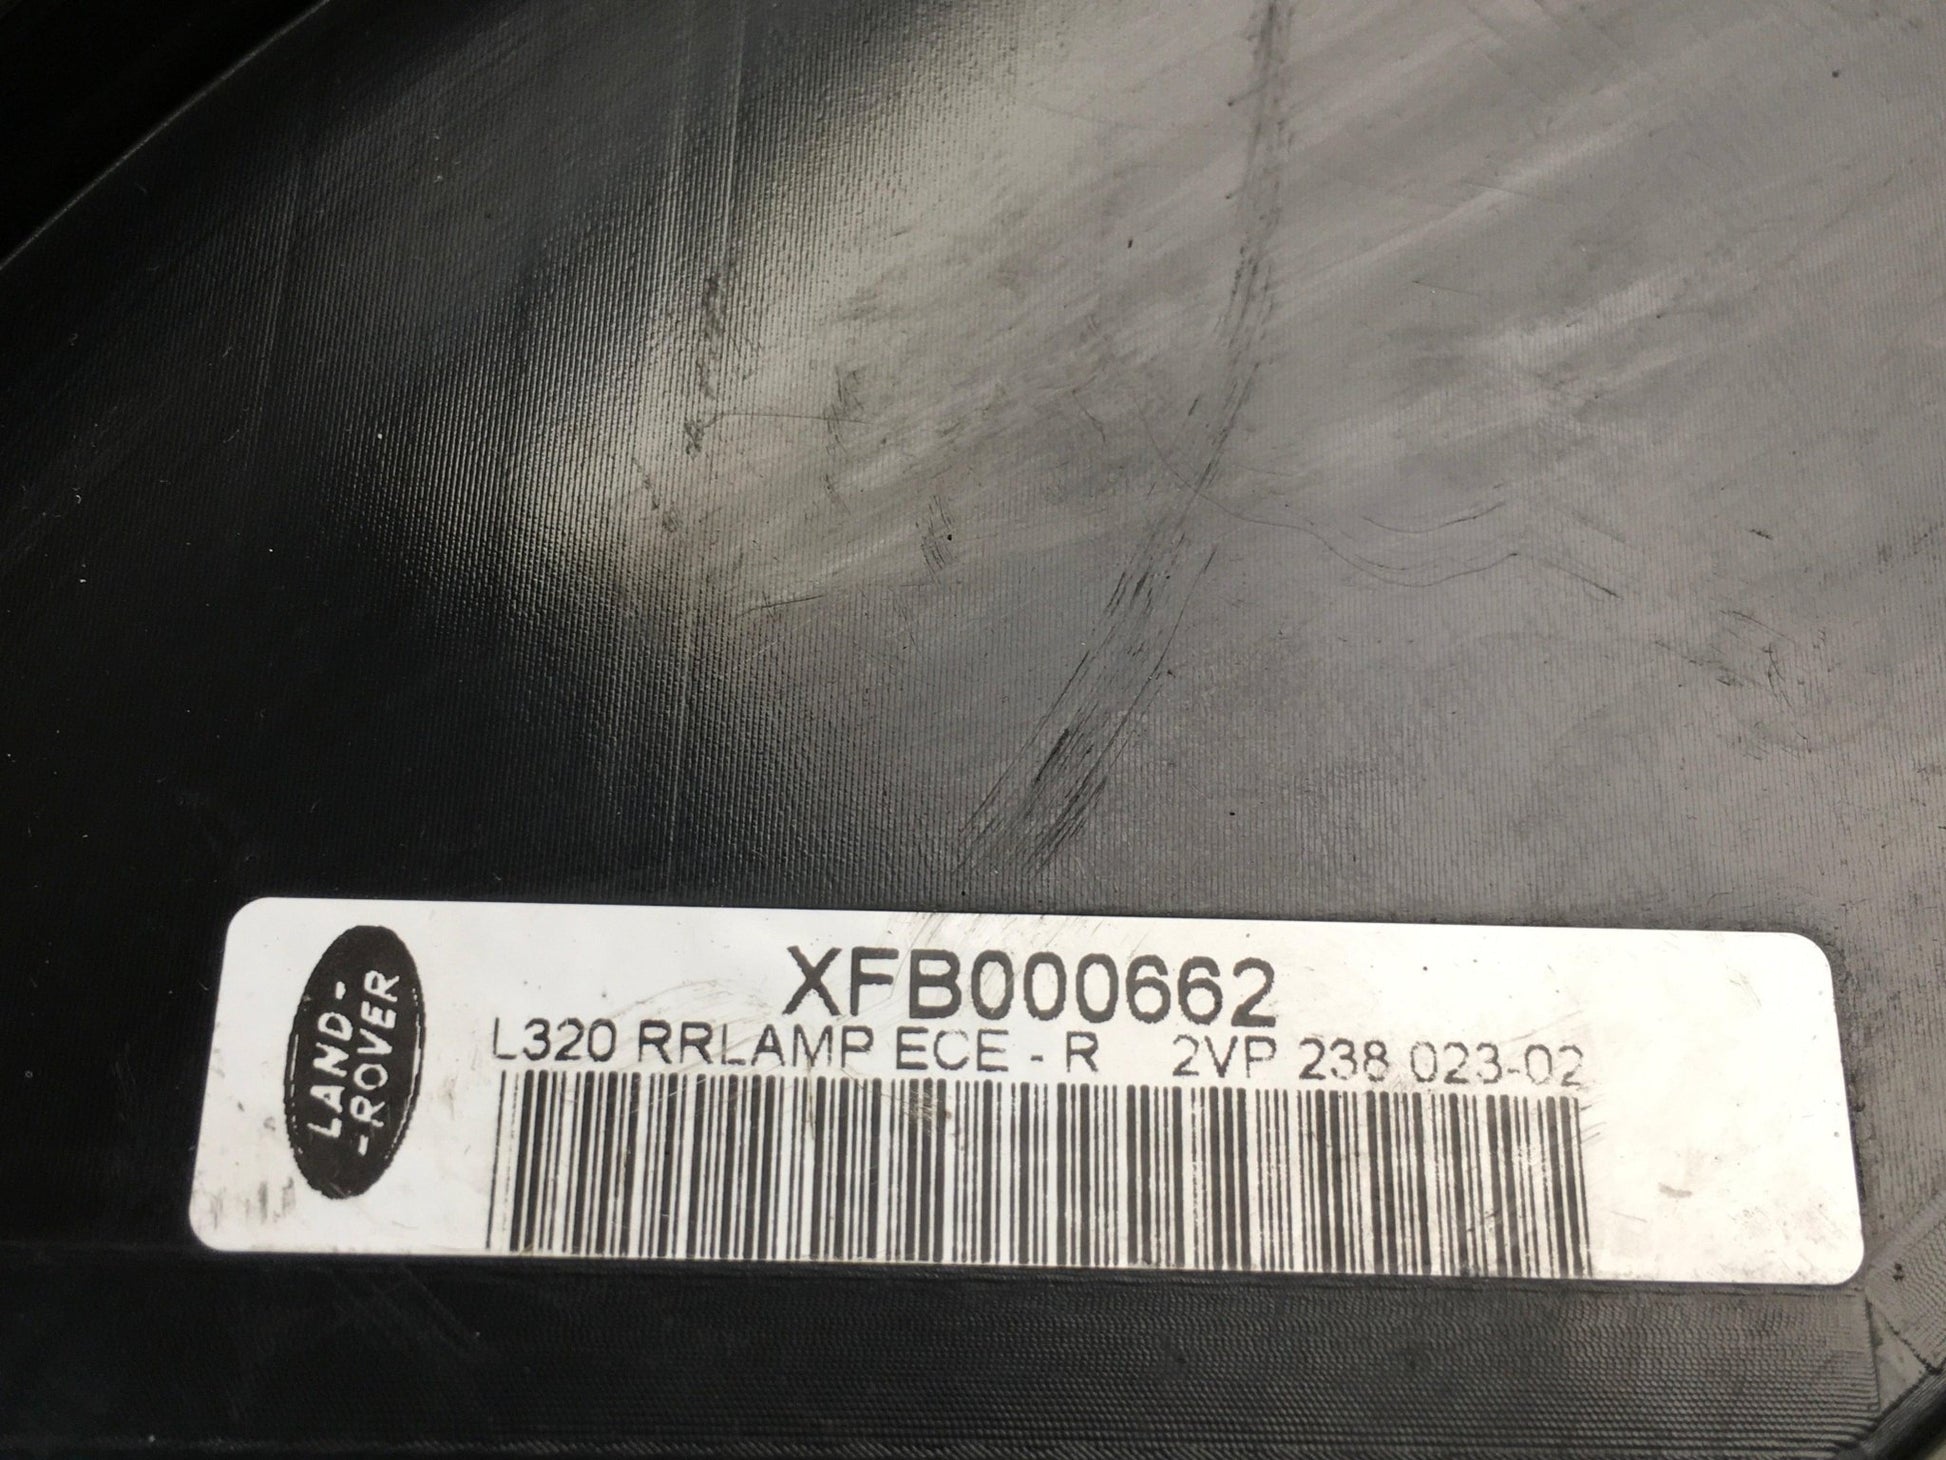 LAND-
-ROVER
XFB000662
L320 RRLAMP ECE - R 2VP 238 023-02